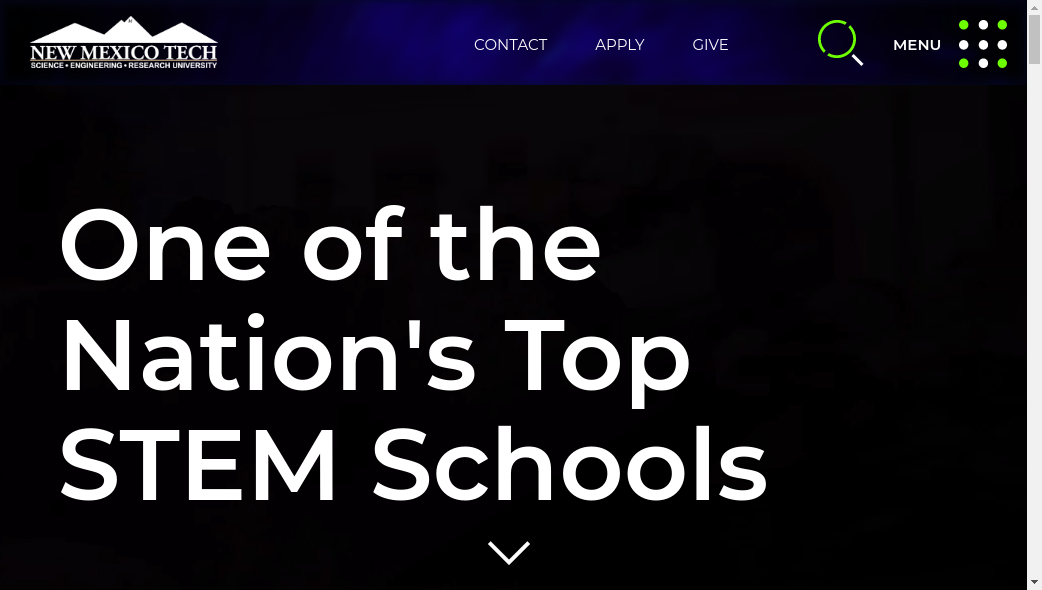 NEW MEXICO TECH
SCIENCE • ENGINEERING • RESEARCH UNIVERSITY
CONTACT
APPLY
GIVE
MENU
One of the
Nation's Top
STEM Schools